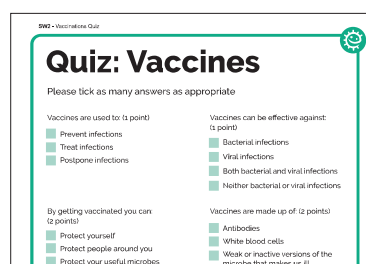 SW2 - Vaccinations Quiz
Quiz: Vaccines
Please tick as many answers as appropriate
Vaccines are used to: (1 point)
Prevent infections
Treat infections
Postpone infections
Vaccines can be effective against:
(1 point)
Bacterial infections
Viral infections
Both bacterial and viral infections
Neither bacterial or viral infections
By getting vaccinated you can:
(2 points)
Protect yourself
Protect people around you
Protect your useful microbes
Vaccines are made up of: (2 points)
Antibodies
White blood cells
Weak or inactive versions of the
microbe that makes us ill